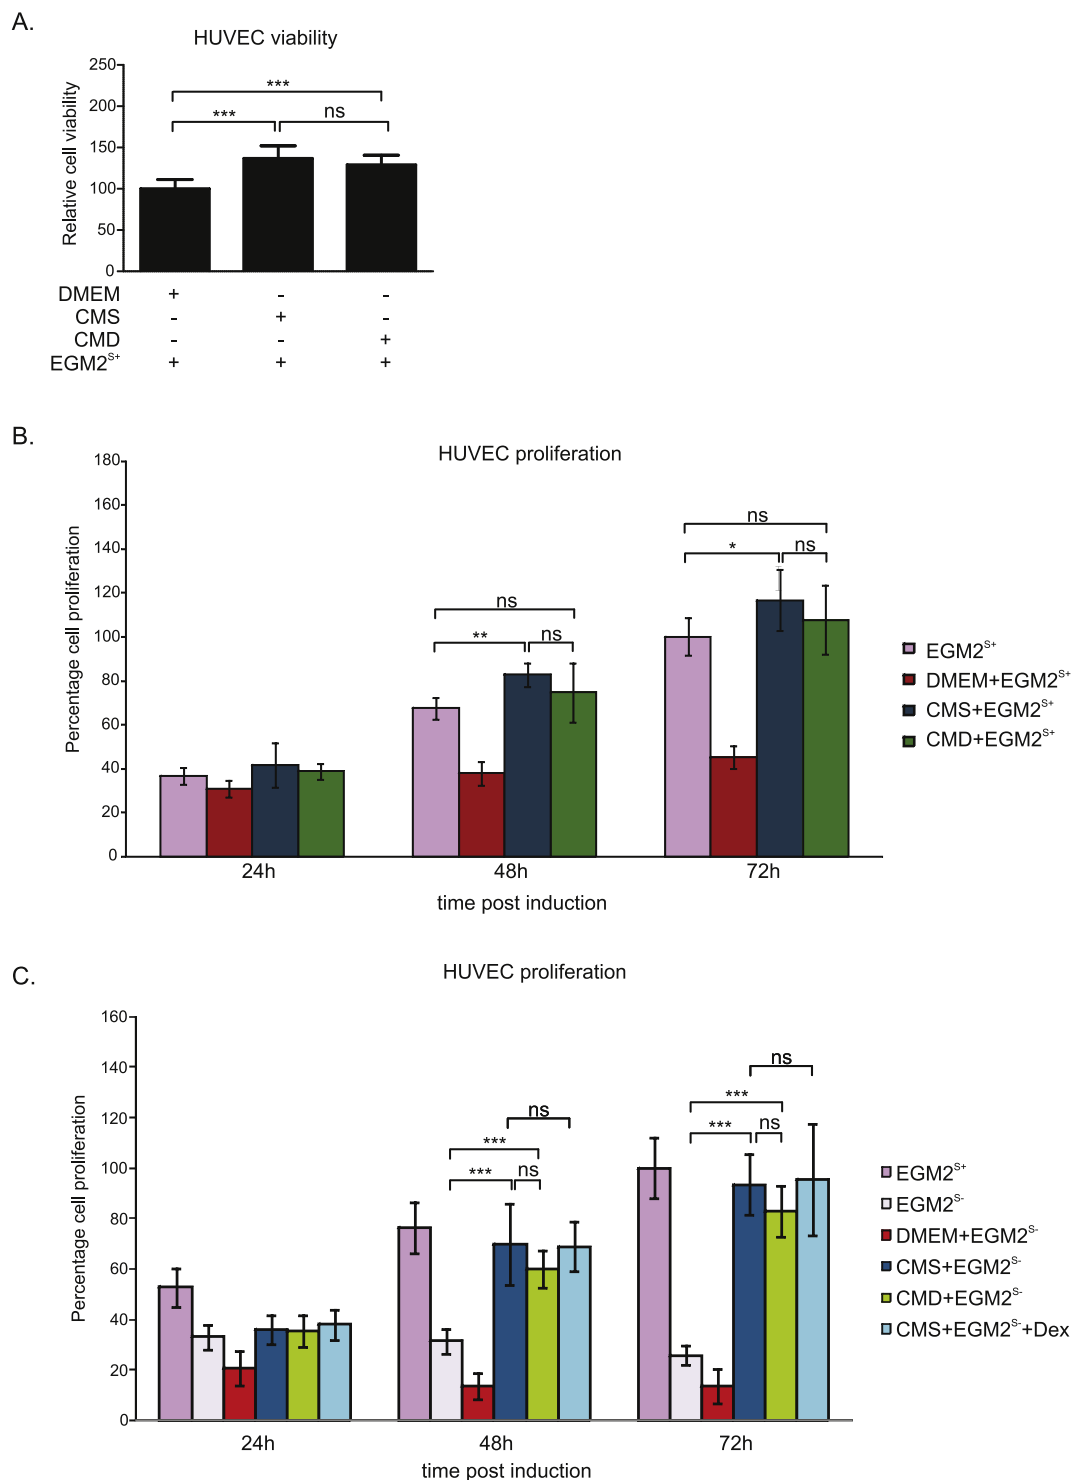 A.
HUVEC viability
Relative cell viability
250
200
150
100
50
0
***
***
ns
DMEM + - -
CMS - + -
CMD - - +
EGM2S+ + + +
B.
HUVEC proliferation
Percentage cell proliferation
180
160
140
120
100
80
60
40
20
0
ns
**
ns
ns
*
ns
24h 48h 72h
time post induction
EGM2S+
DMEM+EGM2S+
CMS+EGM2S+
CMD+EGM2S+
C.
HUVEC proliferation
Percentage cell proliferation
160
140
120
100
80
60
40
20
0
ns
***
***
ns
ns
***
***
ns
24h 48h 72h
time post induction
EGM2S+
EGM2S-
DMEM+EGM2S-
CMS+EGM2S-
CMD+EGM2S-
CMS+EGM2S-+Dex